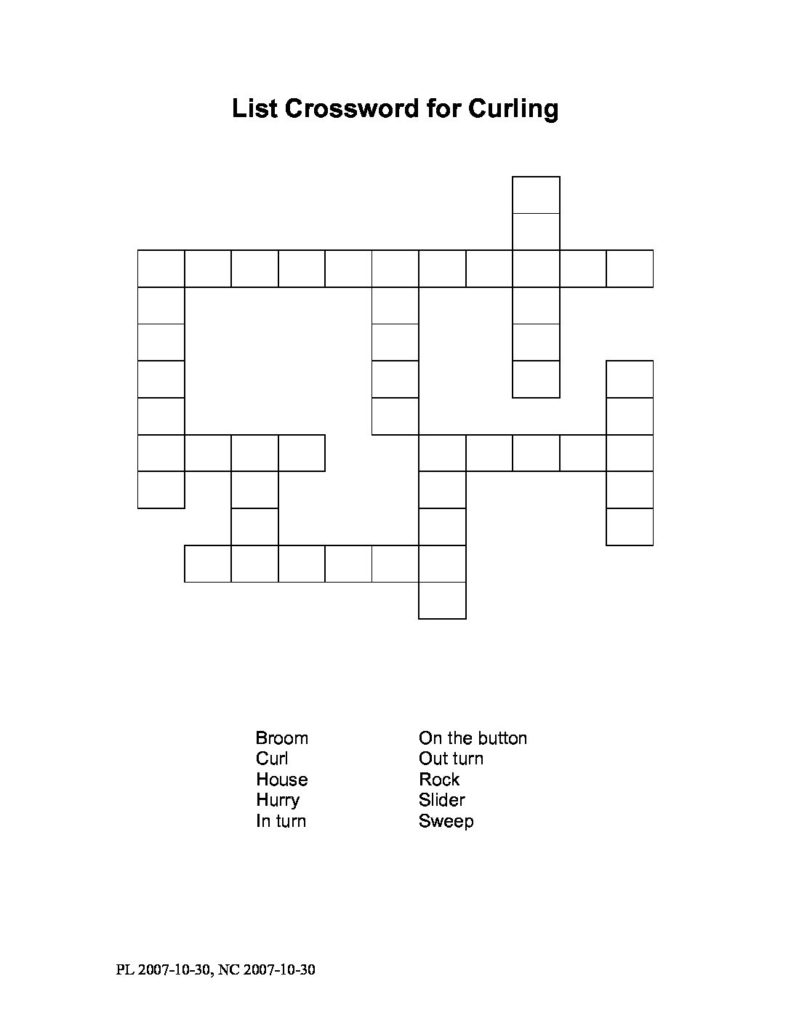 List Crossword for Curling
Broom
Curl
House
Hurry
In turn
On the button
Out turn
Rock
Slider
Sweep
PL 2007-10-30, NC 2007-10-30